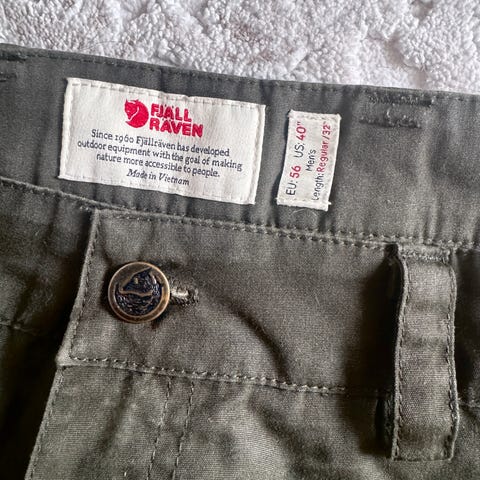 FJÄLL
RÄVEN
Since 1960 Fjällräven has developed
outdoor equipment with the goal of making
nature more accessible to people.
Made in Vietnam
EU: 56 US: 40"
Men's
Length: Regular /32"